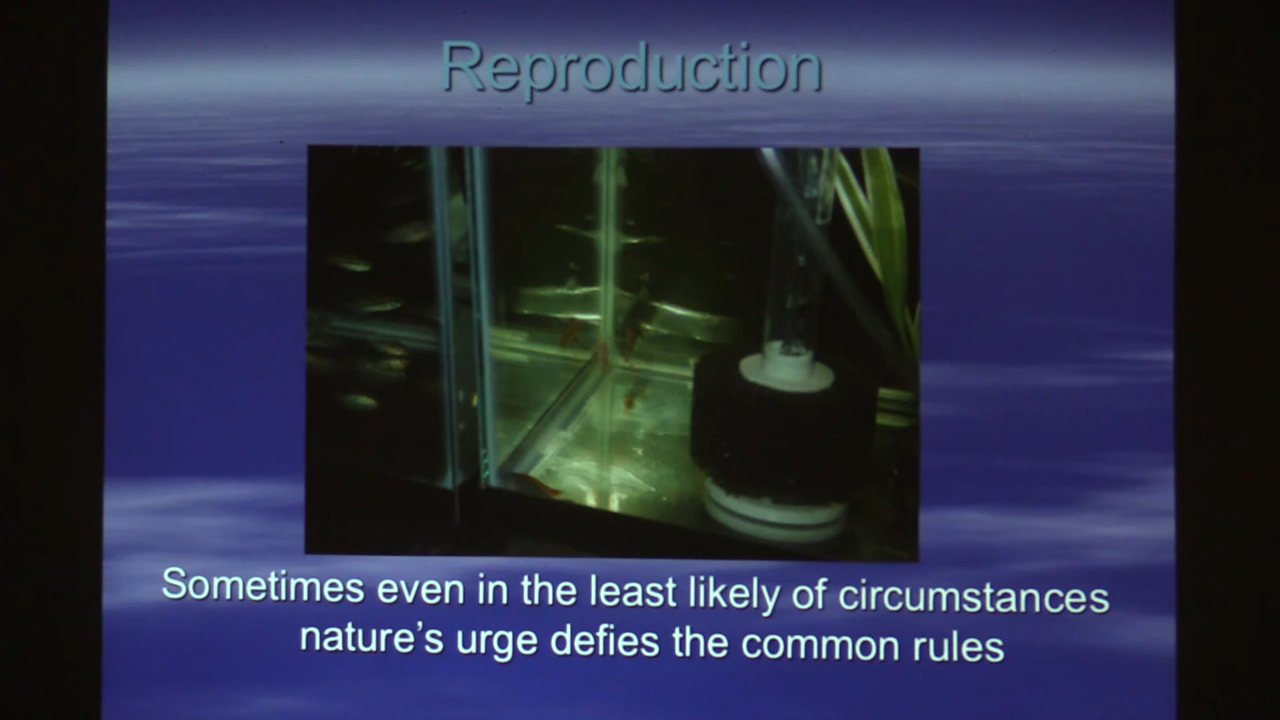 Reproduction
Sometimes even in the least likely of circumstances
nature's urge defies the common rules